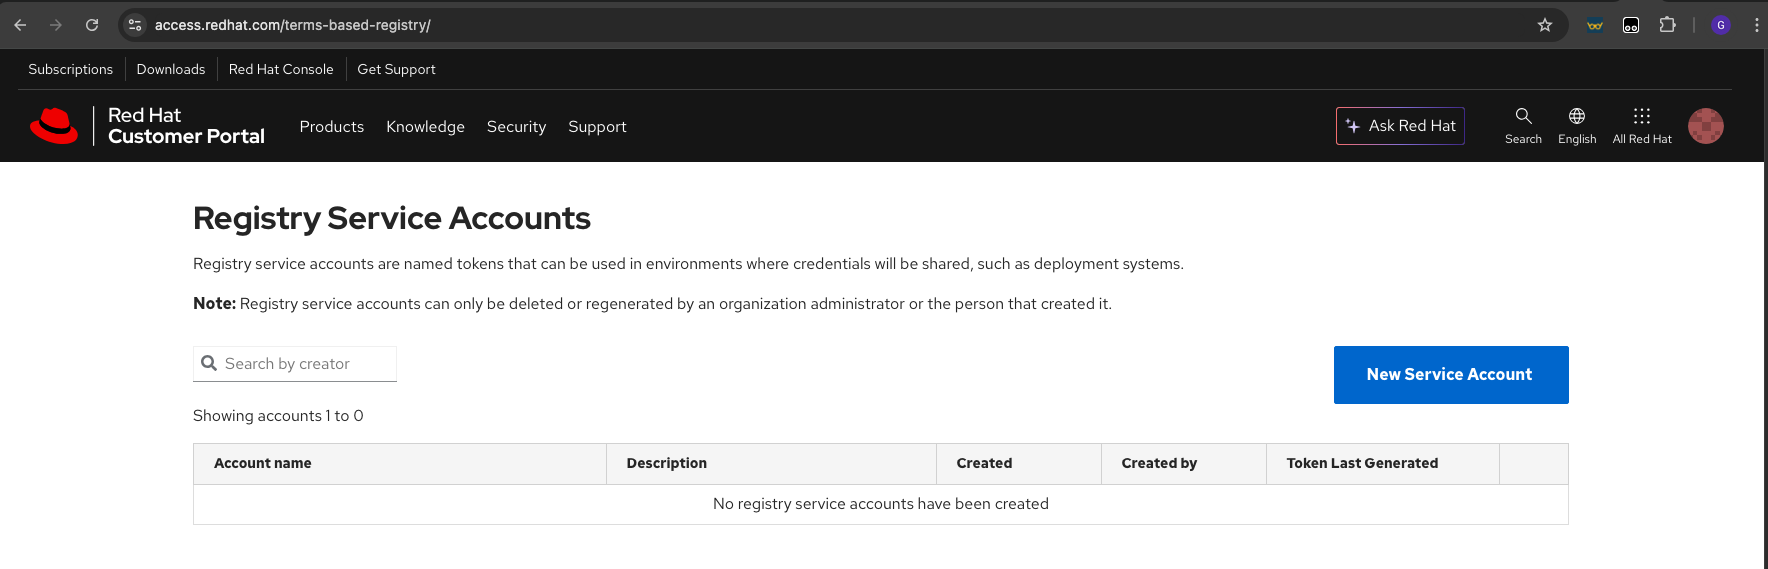 access.redhat.com/terms-based-registry/
G
Subscriptions Downloads Red Hat Console Get Support
Red Hat
Customer Portal
Products Knowledge Security Support
Ask Red Hat
Search English All Red Hat
Registry Service Accounts
Registry service accounts are named tokens that can be used in environments where credentials will be shared, such as deployment systems.
Note: Registry service accounts can only be deleted or regenerated by an organization administrator or the person that created it.
Search by creator
New Service Account
Showing accounts 1 to 0
Account name Description Created Created by Token Last Generated
No registry service accounts have been created